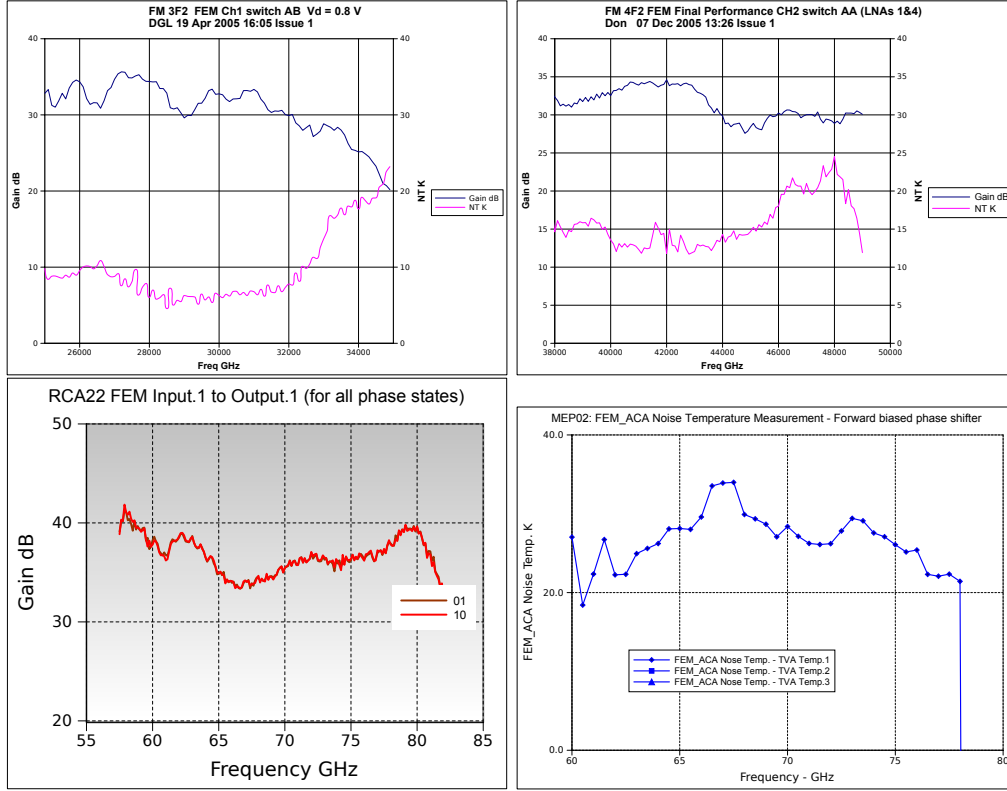 FM 3F2 FEM Ch1 switch AB Vd = 0.8 V
DGL 19 Apr 2005 16:05 Issue 1
40
30
20
10
0
Gain dB
40
30
20
10
0
NT K
26000 28000 30000 32000 34000
Freq GHz
Gain dB
NT K
FM 4F2 FEM Final Performance CH2 switch AA (LNAs 1&4)
Don 07 Dec 2005 13:26 Issue 1
40
35
30
25
20
15
10
5
0
Gain dB
40
35
30
25
20
15
10
5
0
NT K
38000 40000 42000 44000 46000 48000 50000
Freq GHz
Gain dB
NT K
RCA22 FEM Input.1 to Output.1 (for all phase states)
50
40
30
20
Gain dB
01
10
55 60 65 70 75 80 85
Frequency GHz
MEP02: FEM_ACA Noise Temperature Measurement - Forward biased phase shifter
40.0
20.0
0.0
FEM_ACA Noise Temp. K
FEM_ACA Nose Temp. - TVA Temp.1
FEM_ACA Nose Temp. - TVA Temp.2
FEM_ACA Nose Temp. - TVA Temp.3
60 65 70 75 80
Frequency - GHz